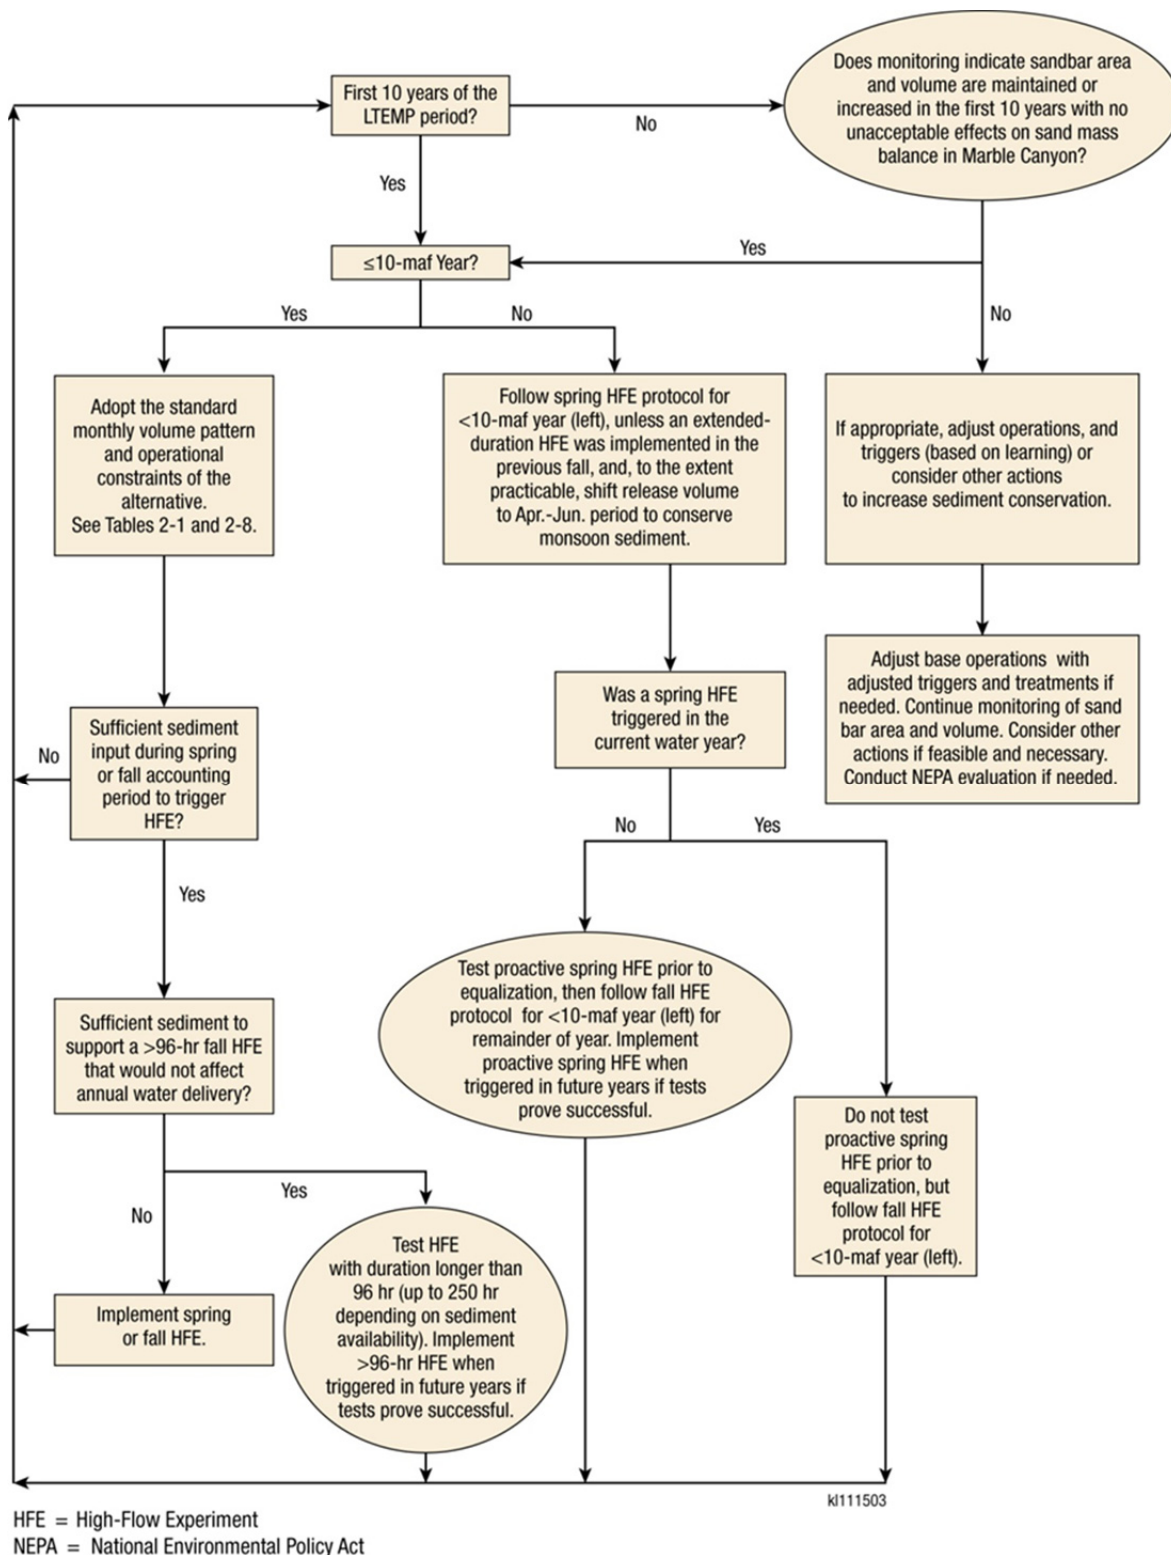 First 10 years of the
LTEMP period?
No
Does monitoring indicate sandbar area
and volume are maintained or
increased in the first 10 years with no
unacceptable effects on sand mass
balance in Marble Canyon?
Yes
≤10-maf Year?
Yes
Yes
No
No
Adopt the standard
monthly volume pattern
and operational
constraints of the
alternative.
See Tables 2-1 and 2-8.
Follow spring HFE protocol for
<10-maf year (left), unless an extended-
duration HFE was implemented in the
previous fall, and, to the extent
practicable, shift release volume
to Apr.-Jun. period to conserve
monsoon sediment.
If appropriate, adjust operations, and
triggers (based on learning) or
consider other actions
to increase sediment conservation.
Adjust base operations with
adjusted triggers and treatments if
needed. Continue monitoring of sand
bar area and volume. Consider other
actions if feasible and necessary.
Conduct NEPA evaluation if needed.
Was a spring HFE
triggered in the
current water year?
No
Sufficient sediment
input during spring
or fall accounting
period to trigger
HFE?
No
Yes
Yes
Test proactive spring HFE prior to
equalization, then follow fall HFE
protocol for <10-maf year (left) for
remainder of year. Implement
proactive spring HFE when
triggered in future years if tests
prove successful.
Sufficient sediment to
support a >96-hr fall HFE
that would not affect
annual water delivery?
Do not test
proactive spring
HFE prior to
equalization, but
follow fall HFE
protocol for
<10-maf year (left).
Yes
No
Test HFE
with duration longer than
96 hr (up to 250 hr
depending on sediment
availability). Implement
>96-hr HFE when
triggered in future years if
tests prove successful.
Implement spring
or fall HFE.
kl111503
HFE = High-Flow Experiment
NEPA = National Environmental Policy Act